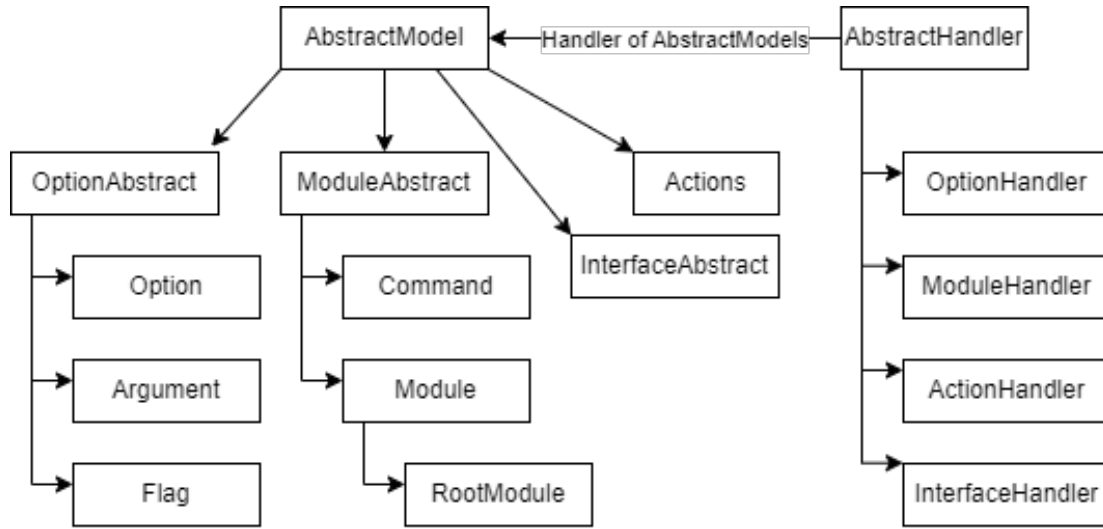 AbstractModel
Handler of AbstractModels
AbstractHandler
OptionAbstract
ModuleAbstract
Actions
OptionHandler
InterfaceAbstract
Option
Command
ModuleHandler
Argument
Module
ActionHandler
Flag
RootModule
InterfaceHandler